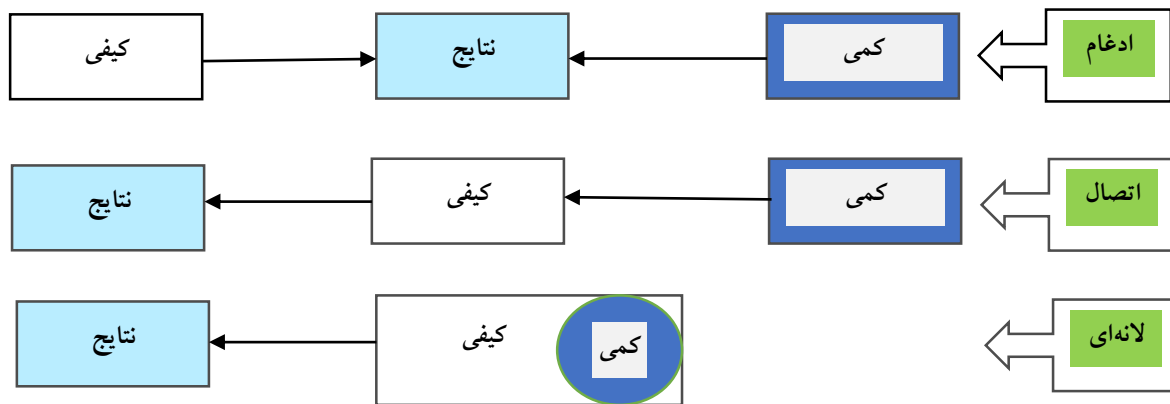 ادغام
کمی
نتایج
کیفی
اتصال
کمی
کیفی
نتایج
لانه‌ای
کمی
کیفی
نتایج